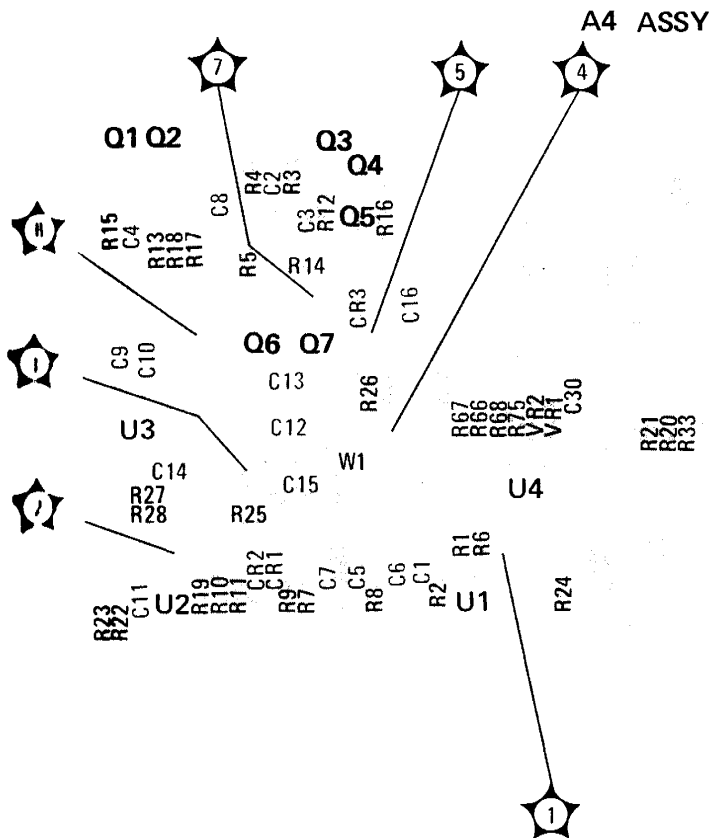 A4 ASSY
7
5
4
Q1 Q2
Q3
Q4
R4
C2
R3
C8
C3
R12
Q5
R16
R15
C4
R13
R18
R17
R5
R14
CR3
C16
Q6 Q7
C9
C10
C13
R26
C30
R67
R66
R68
R75
VR2
VR1
R21
R20
R33
U3
C12
W1
C14
C15
U4
R27
R28
R25
R1
R6
CR2
CR1
C7
C5
C6
C1
R23
R22
C11
U2
R19
R10
R11
R9
R7
R8
R2
U1
R24
1